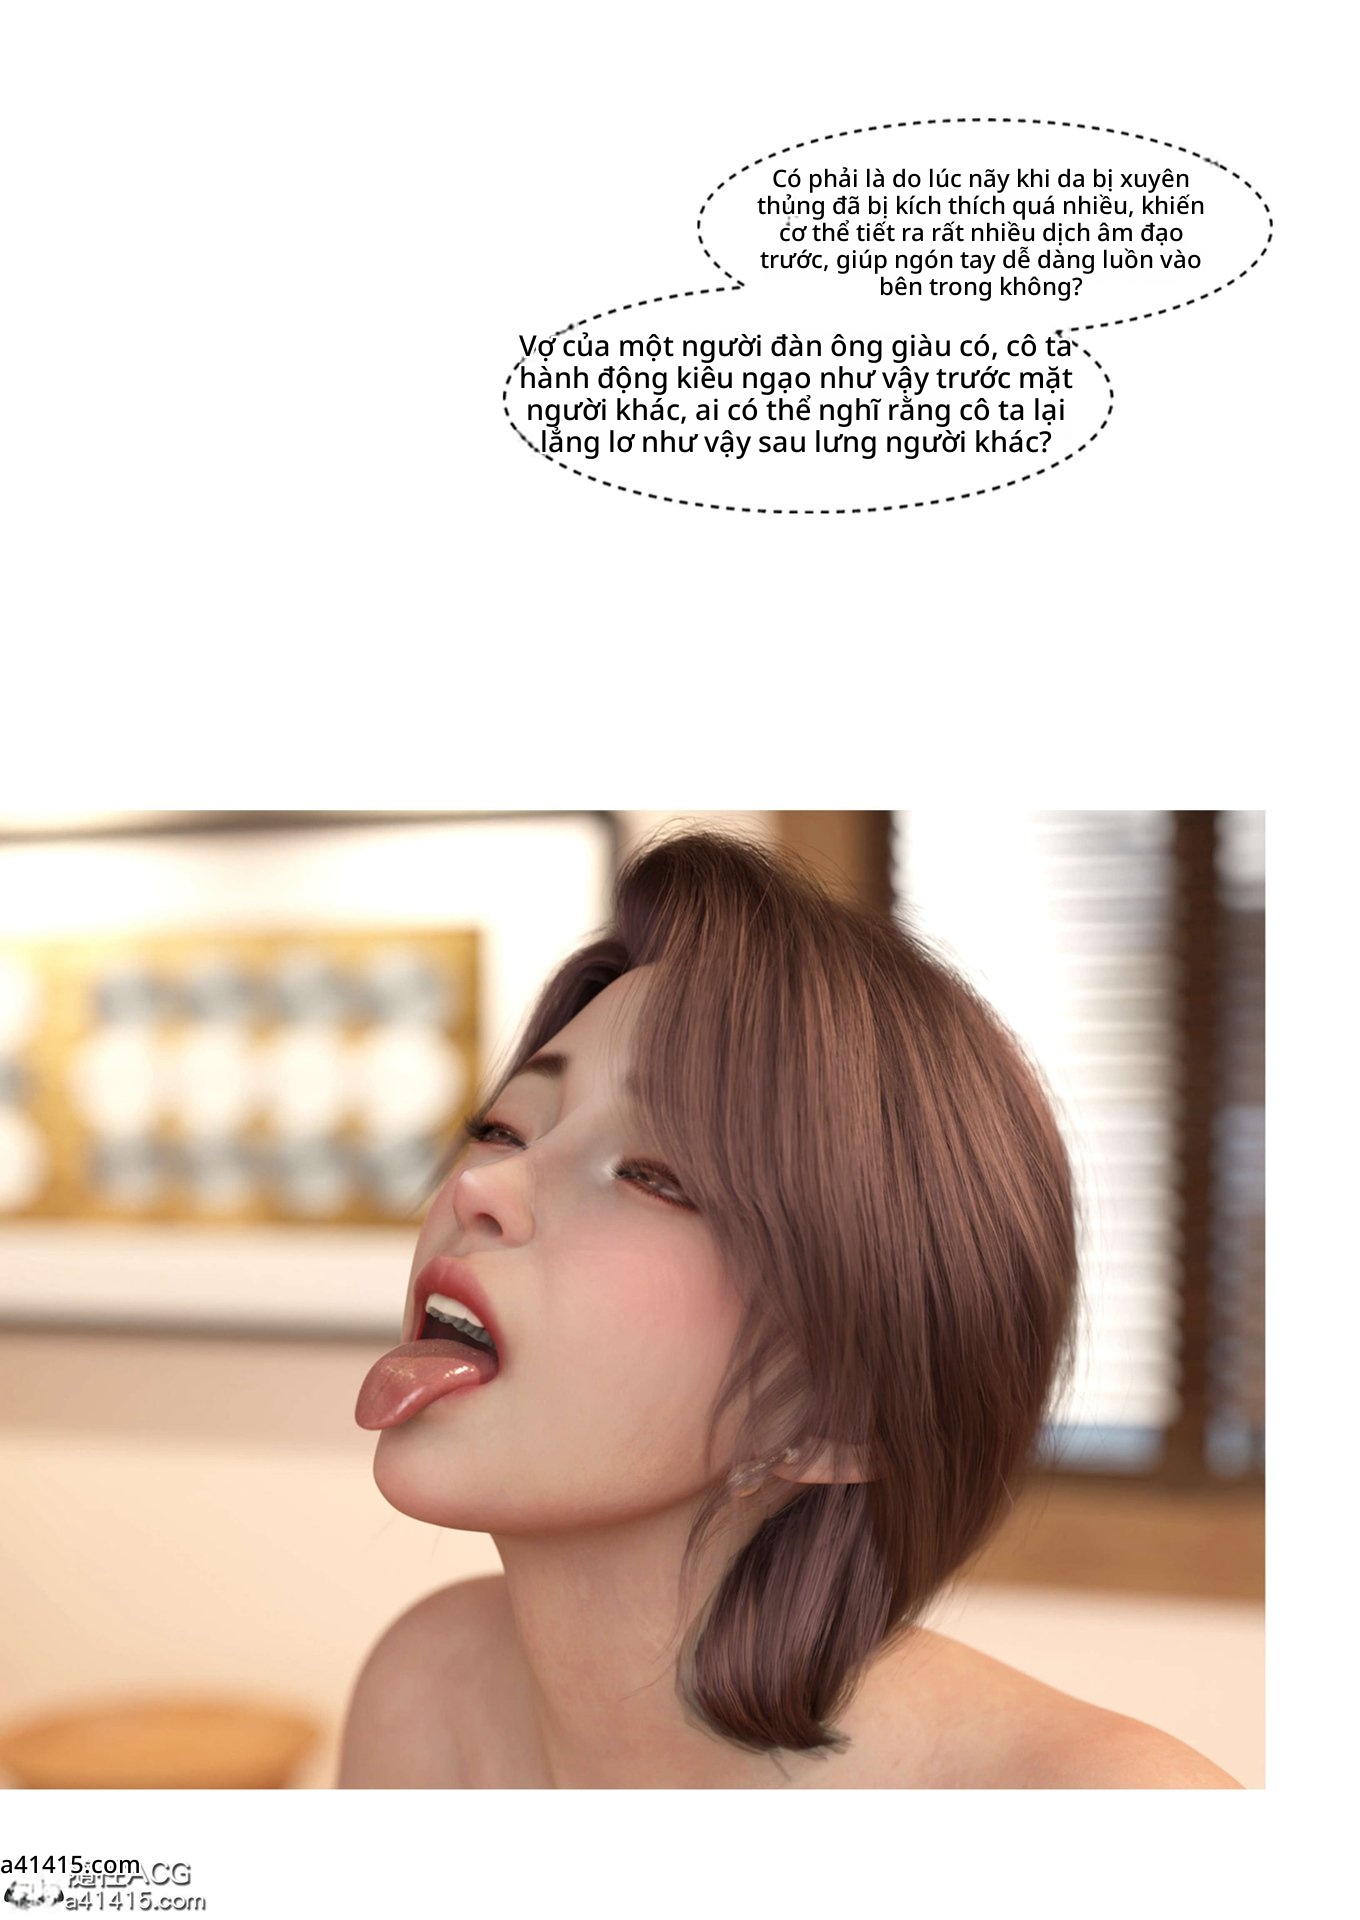 Có phải là do lúc nãy khi da bị xuyên
thủng đã bị kích thích quá nhiều, khiến
cơ thể tiết ra rất nhiều dịch âm đạo
trước, giúp ngón tay dễ dàng luồn vào
bên trong không?
Vợ của một người đàn ông giàu có, cô ta
hành động kiêu ngạo như vậy trước mặt
người khác, ai có thể nghĩ rằng cô ta lại
lẳng lơ như vậy sau lưng người khác?
a41415.com
ACG
a41415.com